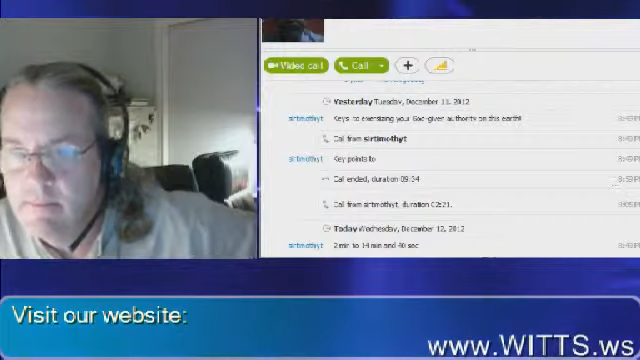 Video call
Call
Yesterday Tuesday, December 11, 2012
sirtimothyt Keys to exersizing your God-given authority on this earth!
Call from sirtimothyt
sirtimothyt Key points to
Call ended, duration 09:34
Call from sirtimothyt, duration 02:21.
Today Wednesday, December 12, 2012
sirtimothyt 2 min to 14 min and 40 sec
Visit our website:
www.WITTS.ws